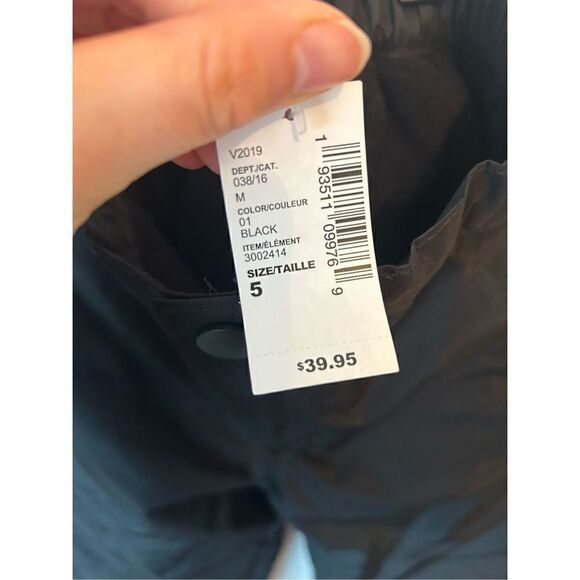 V2019
DEPT./CAT.
038/16
M
COLOR/COULEUR
01
BLACK
ITEM/ÉLÉMENT
3002414
SIZE/TAILLE
5
1 93511 09976 9
$39.95